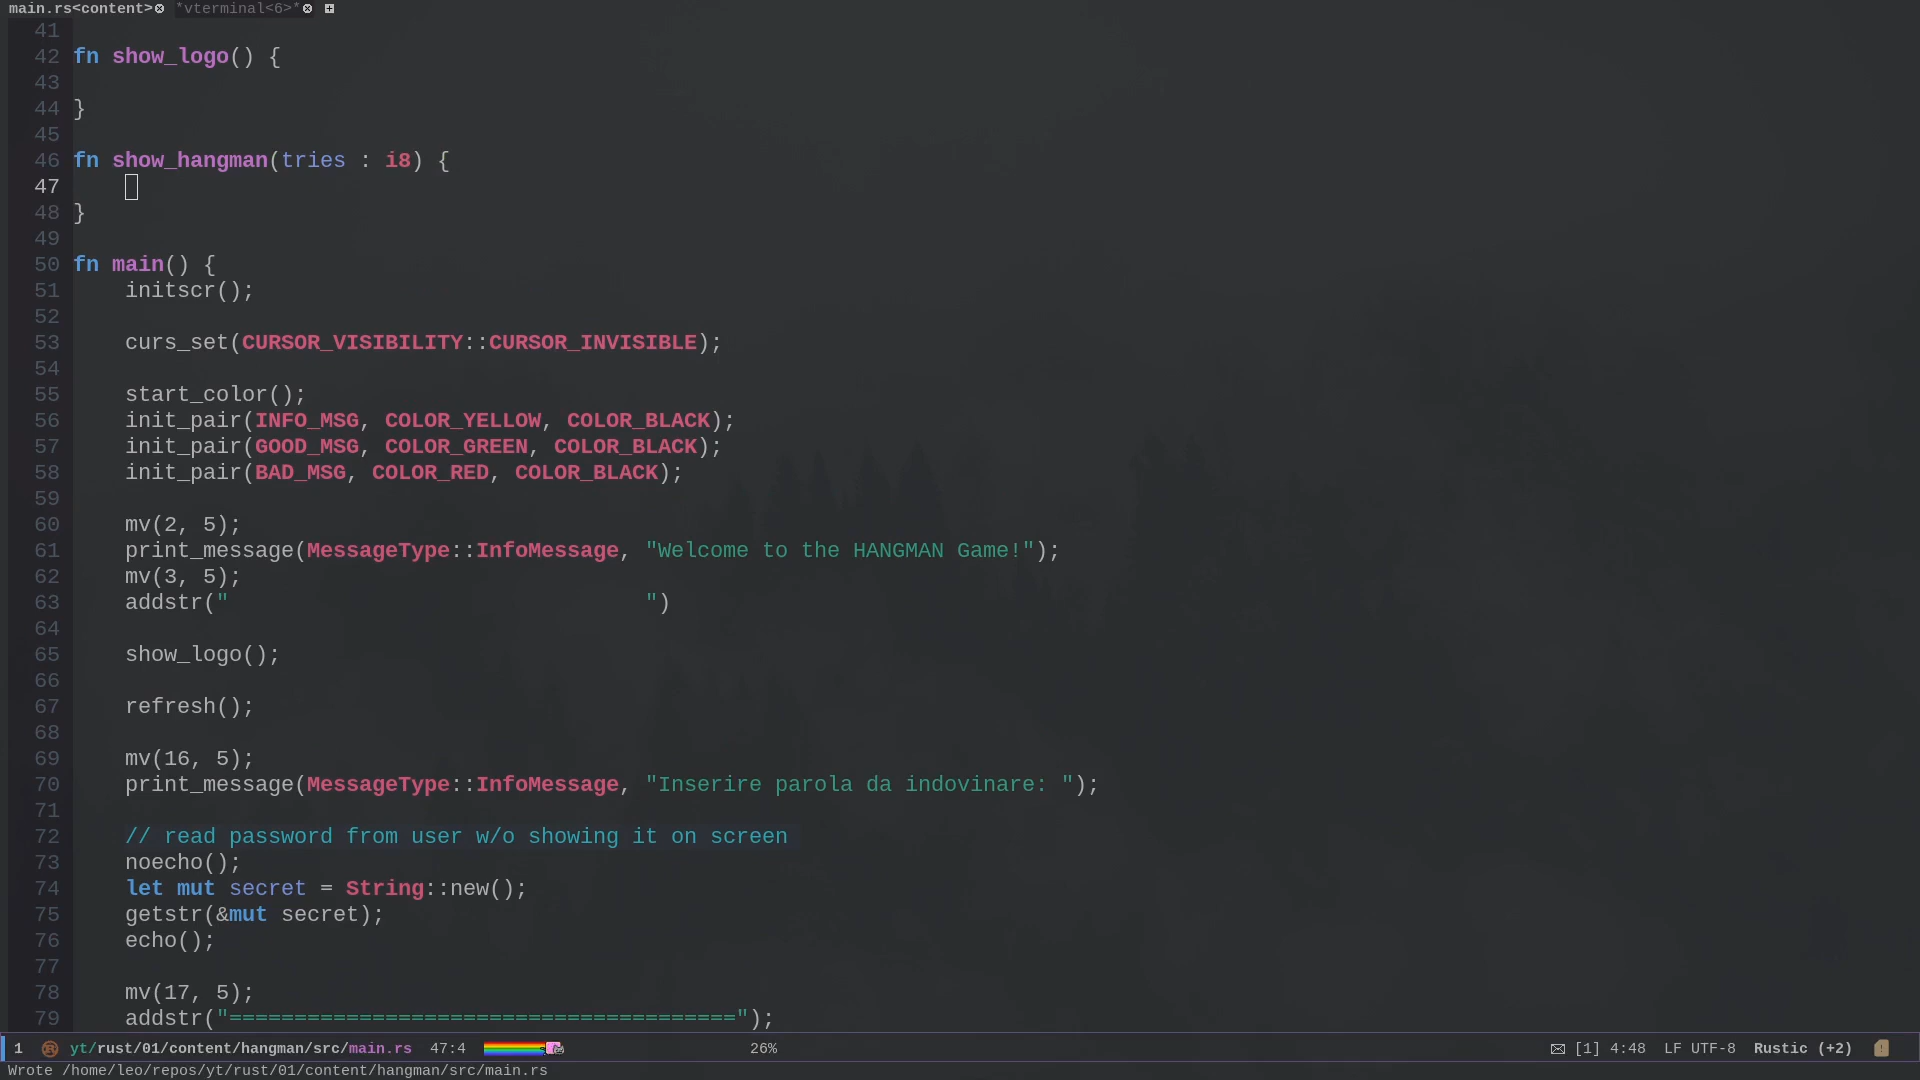 main.rs<content> *vterminal<6>*
41
42 fn show_logo() {
43
44 }
45
46 fn show_hangman(tries : i8) {
47
48 }
49
50 fn main() {
51     initscr();
52
53     curs_set(CURSOR_VISIBILITY::CURSOR_INVISIBLE);
54
55     start_color();
56     init_pair(INFO_MSG, COLOR_YELLOW, COLOR_BLACK);
57     init_pair(GOOD_MSG, COLOR_GREEN, COLOR_BLACK);
58     init_pair(BAD_MSG, COLOR_RED, COLOR_BLACK);
59
60     mv(2, 5);
61     print_message(MessageType::InfoMessage, "Welcome to the HANGMAN Game!");
62     mv(3, 5);
63     addstr("                                ")
64
65     show_logo();
66
67     refresh();
68
69     mv(16, 5);
70     print_message(MessageType::InfoMessage, "Inserire parola da indovinare: ");
71
72     // read password from user w/o showing it on screen
73     noecho();
74     let mut secret = String::new();
75     getstr(&mut secret);
76     echo();
77
78     mv(17, 5);
79     addstr("=======================================");
1 yt/rust/01/content/hangman/src/main.rs 47:4 26% [1] 4:48 LF UTF-8 Rustic (+2)
Wrote /home/leo/repos/yt/rust/01/content/hangman/src/main.rs